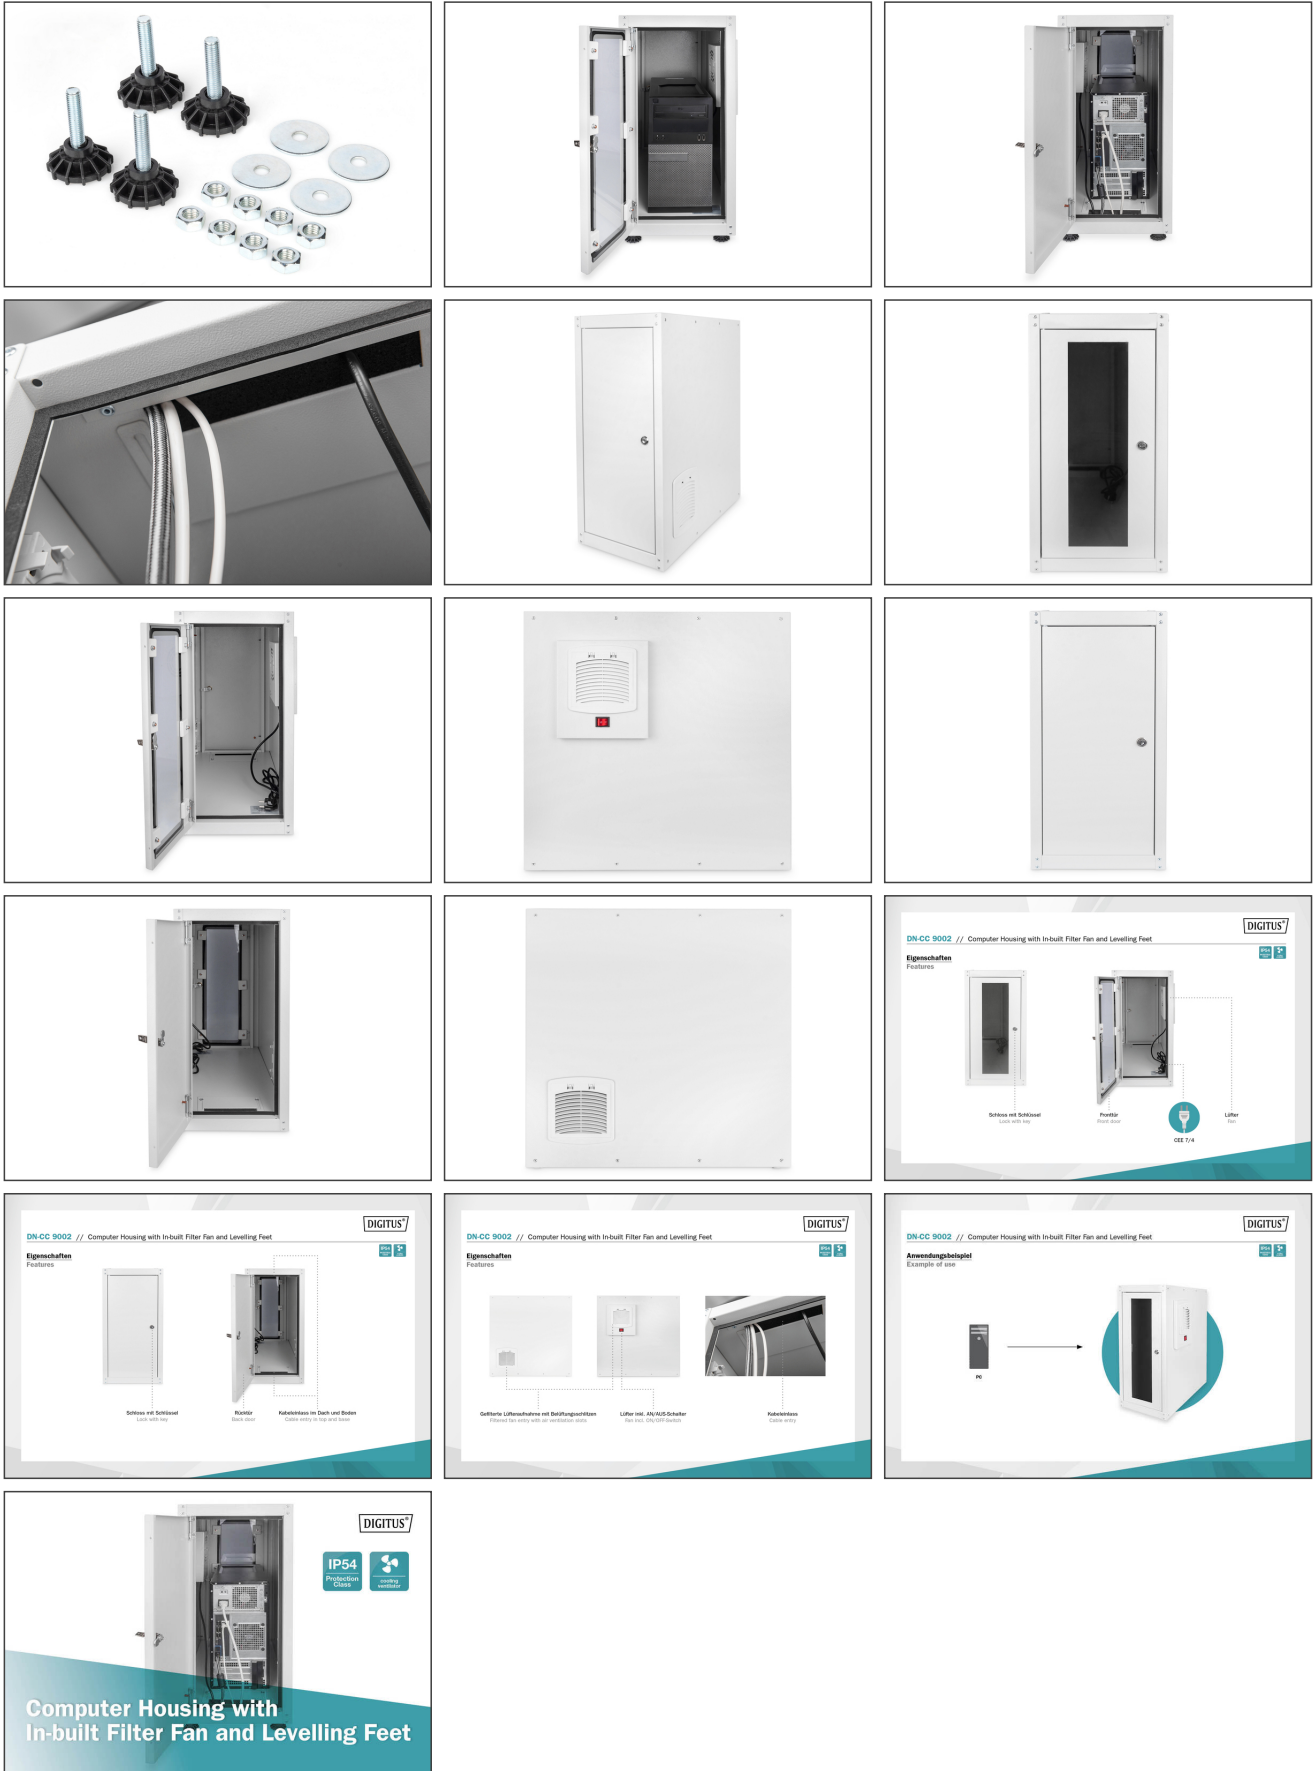 DIGITUS®
DN-CC 9002 // Computer Housing with In-built Filter Fan and Levelling Feet
IP54
Eigenschaften
Features
Schloss mit Schlüssel
Lock with key
Fronttür
Front door
CEE 7/4
Lüfter
Fan
DIGITUS®
DN-CC 9002 // Computer Housing with In-built Filter Fan and Levelling Feet
IP54
Eigenschaften
Features
Schloss mit Schlüssel
Lock with key
Rücktür
Back door
Kabeleinlass im Dach und Boden
Cable entry in top and base
DIGITUS®
DN-CC 9002 // Computer Housing with In-built Filter Fan and Levelling Feet
IP54
Eigenschaften
Features
Gefilterte Lüfteraufnahme mit Belüftungsschlitzen
Filtered fan entry with air ventilation slots
Lüfter inkl. AN/AUS-Schalter
Fan incl. ON/OFF-Switch
Kabeleinlass
Cable entry
DIGITUS®
DN-CC 9002 // Computer Housing with In-built Filter Fan and Levelling Feet
IP54
Anwendungsbeispiel
Example of use
PC
DIGITUS®
IP54
Protection
Class
cooling
ventilator
Computer Housing with
In-built Filter Fan and Levelling Feet